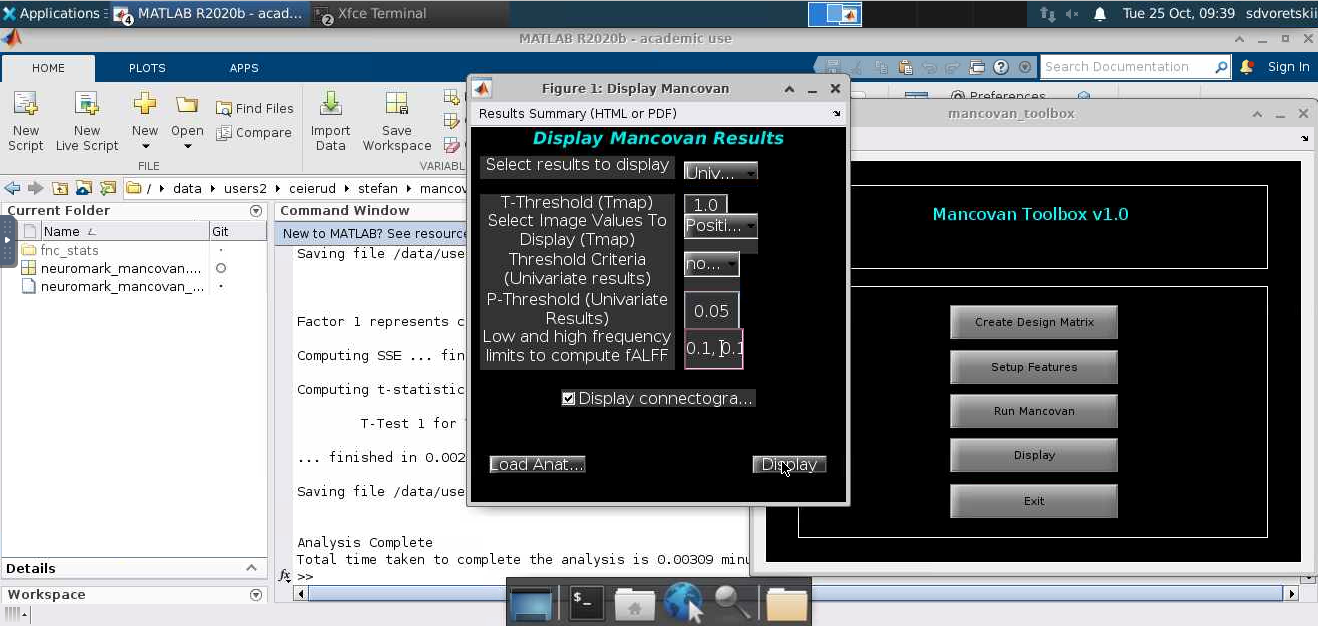 Applications
MATLAB R2020b - acad...
Xfce Terminal
Tue 25 Oct, 09:39
sdvoretskii
MATLAB R2020b - academic use
HOME
PLOTS
APPS
Search Documentation
Sign In
New
Script
New
Live Script
New
Open
Find Files
Compare
Import
Data
Save
Workspace
Preferences
FILE
VARIABL
/ data users2 ceierud stefan mancov
Current Folder
Name
Git
fnc_stats
neuromark_mancovan....
neuromark_mancovan_...
Details
Workspace
Command Window
New to MATLAB? See resource
Saving file /data/use
Factor 1 represents c
Computing SSE ... fin
Computing t-statistic
T-Test 1 for
... finished in 0.002
Saving file /data/use
Analysis Complete
Total time taken to complete the analysis is 0.00309 minu
fx >>
Figure 1: Display Mancovan
Results Summary (HTML or PDF)
Display Mancovan Results
Select results to display
Univ...
T-Threshold (Tmap)
1.0
Select Image Values To
Display (Tmap)
Positi...
Threshold Criteria
(Univariate results)
no...
P-Threshold (Univariate
Results)
0.05
Low and high frequency
limits to compute fALFF
0.1, 0.1
Display connectogra...
Load Anat...
Display
mancovan_toolbox
Mancovan Toolbox v1.0
Create Design Matrix
Setup Features
Run Mancovan
Display
Exit